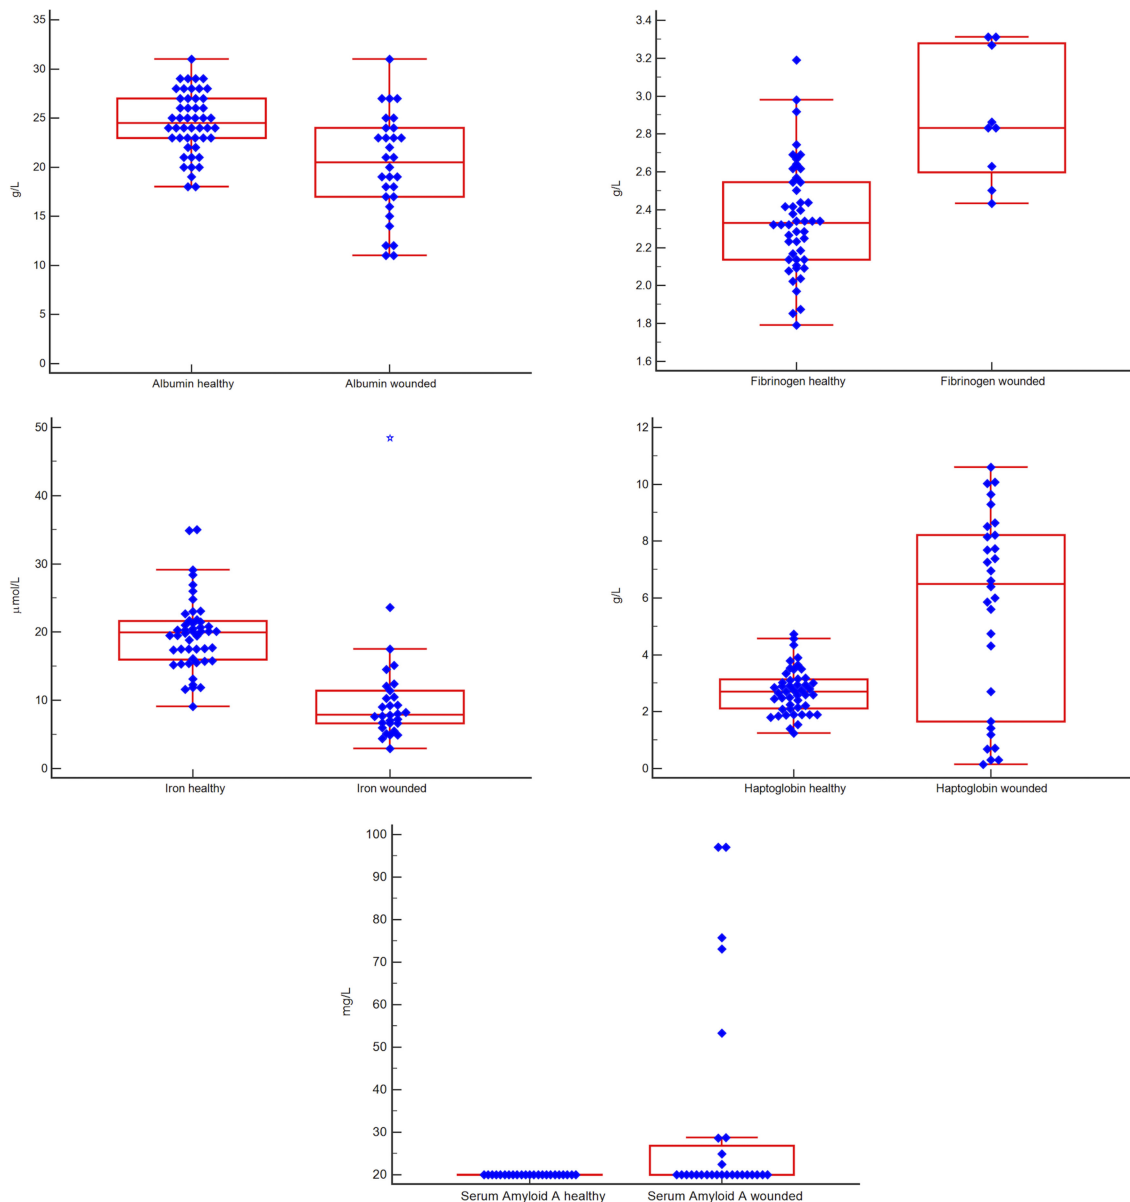 35
30
25
20
15
10
5
0
g/L
Albumin healthy
Albumin wounded
3.4
3.2
3.0
2.8
2.6
2.4
2.2
2.0
1.8
1.6
g/L
Fibrinogen healthy
Fibrinogen wounded
50
40
30
20
10
0
μmol/L
Iron healthy
Iron wounded
12
10
8
6
4
2
0
g/L
Haptoglobin healthy
Haptoglobin wounded
100
90
80
70
60
50
40
30
20
mg/L
Serum Amyloid A healthy
Serum Amyloid A wounded